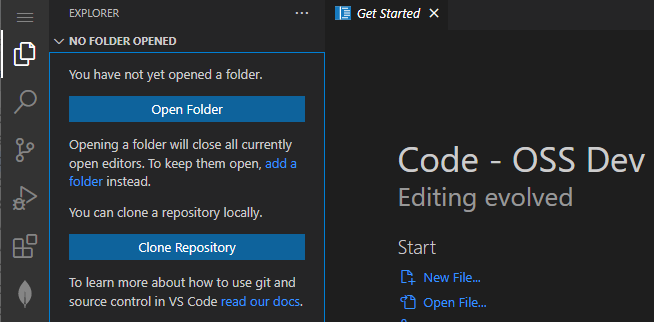 EXPLORER
Get Started
NO FOLDER OPENED
You have not yet opened a folder.
Open Folder
Opening a folder will close all currently
open editors. To keep them open, add a
folder instead.
You can clone a repository locally.
Clone Repository
To learn more about how to use git and
source control in VS Code read our docs.
Code - OSS Dev
Editing evolved
Start
New File...
Open File...